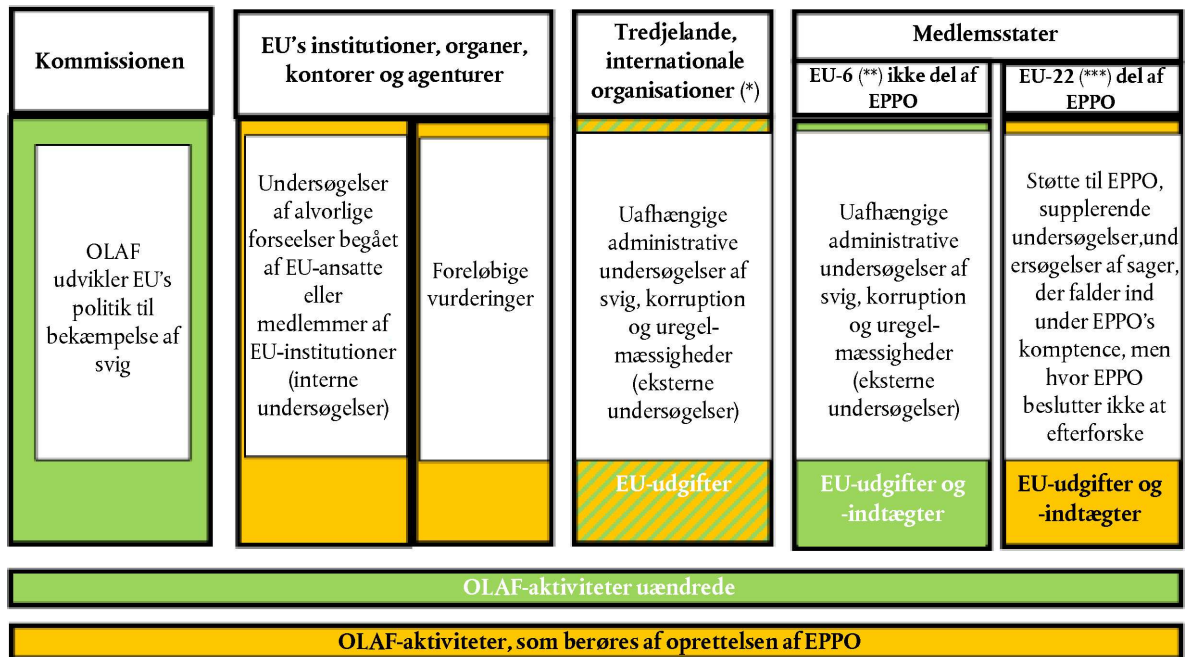 Kommissionen
EU's institutioner, organer,
kontorer og agenturer
Tredjelande,
internationale
organisationer (*)
Medlemsstater
EU-6 (**) ikke del af
EPPO
EU-22 (***) del af
EPPO
OLAF
udvikler EU's
politik til
bekæmpelse af
svig
Undersøgelser
af alvorlige
forseelser begået
af EU-ansatte
eller
medlemmer af
EU-institutioner
(interne
undersøgelser)
Foreløbige
vurderinger
Uafhængige
administrative
undersøgelser af
svig, korruption
og uregel-
mæssigheder
(eksterne
undersøgelser)
EU-udgifter
Uafhængige
administrative
undersøgelser af
svig, korruption
og uregel-
mæssigheder
(eksterne
undersøgelser)
EU-udgifter og
-indtægter
Støtte til EPPO,
supplerende
undersøgelser,und
ersøgelser af sager,
der falder ind
under EPPO's
komptence, men
hvor EPPO
beslutter ikke at
efterforske
EU-udgifter og
-indtægter
OLAF-aktiviteter uændrede
OLAF-aktiviteter, som berøres af oprettelsen af EPPO